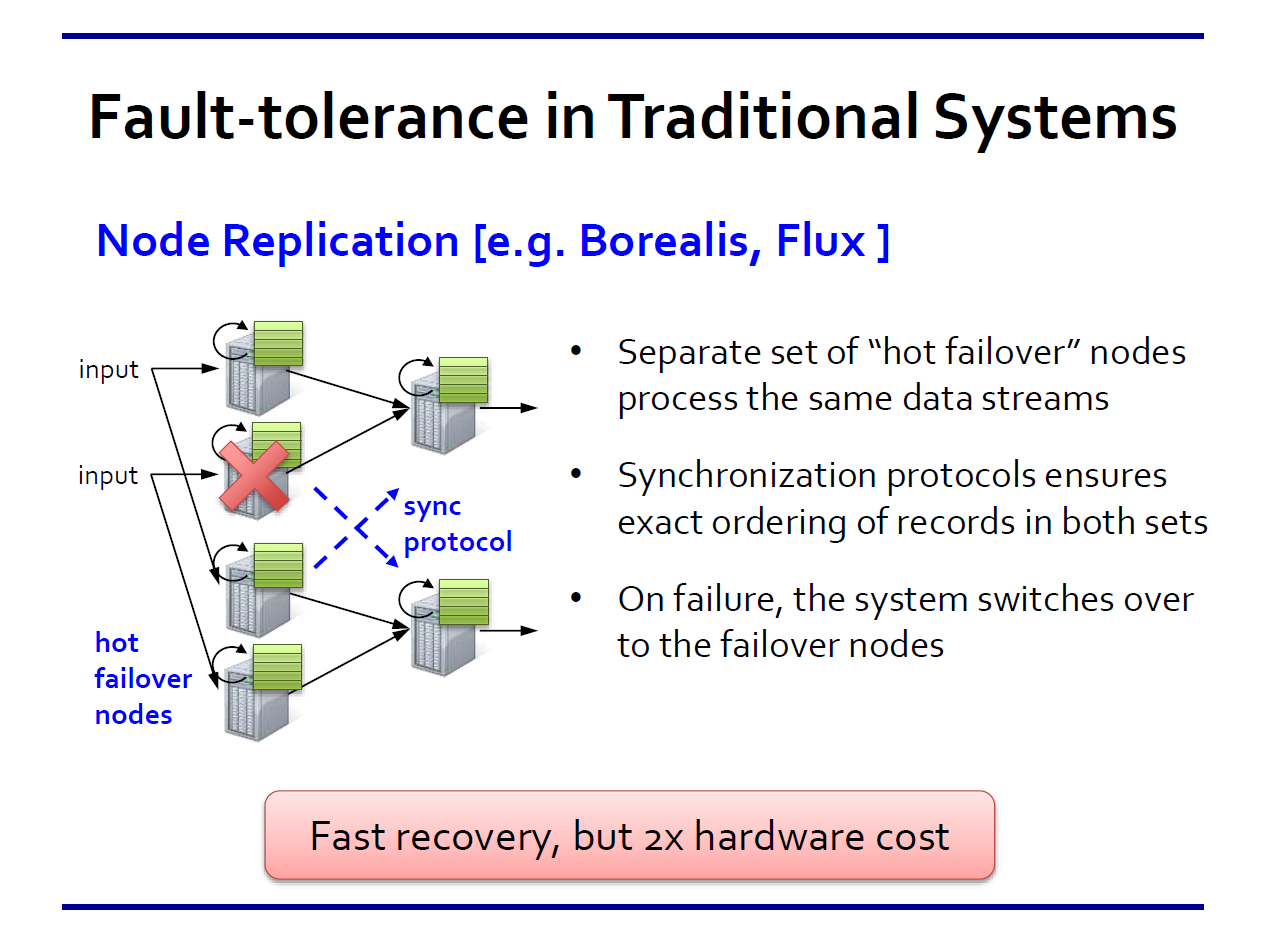 Fault-tolerance in Traditional Systems
Node Replication [e.g. Borealis, Flux ]
input
input
sync
protocol
hot
failover
nodes
• Separate set of “hot failover” nodes
process the same data streams
• Synchronization protocols ensures
exact ordering of records in both sets
• On failure, the system switches over
to the failover nodes
Fast recovery, but 2x hardware cost